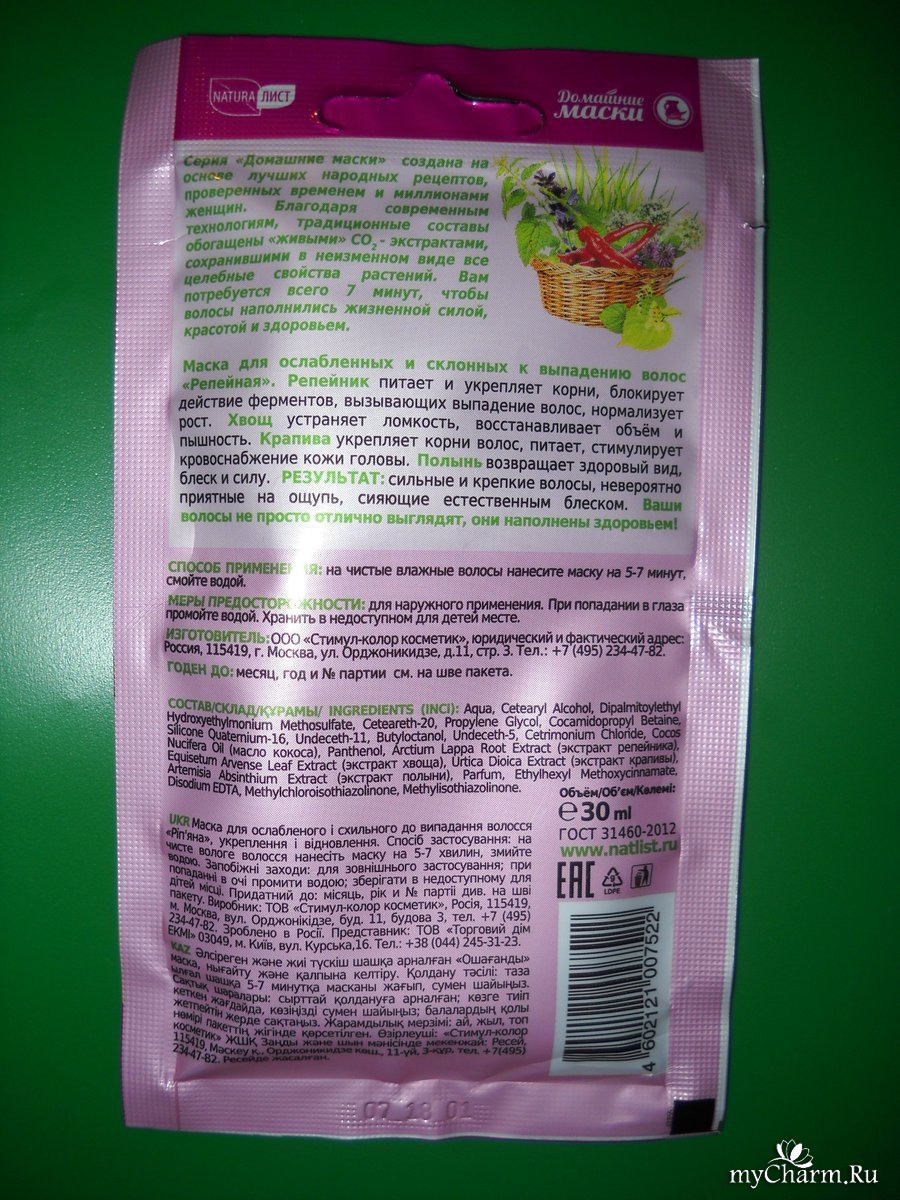 NATURA ЛИСТ
Домашние
маски
Серия «Домашние маски» создана на
основе лучших народных рецептов,
проверенных временем и миллионами
женщин. Благодаря современным
технологиям, традиционные составы
обогащены «живыми» CO2- экстрактами,
сохранившими в неизменном виде все
целебные свойства растений. Вам
потребуется всего 7 минут, чтобы
волосы наполнились жизненной силой,
красотой и здоровьем.
Маска для ослабленных и склонных к выпадению волос
«Репейная». Репейник питает и укрепляет корни, блокирует
действие ферментов, вызывающих выпадение волос, нормализует
рост. Хвощ устраняет ломкость, восстанавливает объём и
пышность. Крапива укрепляет корни волос, питает, стимулирует
кровоснабжение кожи головы. Полынь возвращает здоровый вид,
блеск и силу. РЕЗУЛЬТАТ: сильные и крепкие волосы, невероятно
приятные на ощупь, сияющие естественным блеском. Ваши
волосы не просто отлично выглядят, они наполнены здоровьем!
СПОСОБ ПРИМЕНЕНИЯ: на чистые влажные волосы нанесите маску на 5-7 минут,
смойте водой.
МЕРЫ ПРЕДОСТОРОЖНОСТИ: для наружного применения. При попадании в глаза
промойте водой. Хранить в недоступном для детей месте.
ИЗГОТОВИТЕЛЬ: ООО «Стимул-колор косметик», юридический и фактический адрес:
Россия, 115419, г. Москва, ул. Орджоникидзе, д.11, стр. 3. Тел.: +7 (495) 234-47-82.
ГОДЕН ДО: месяц, год и № партии см. на шве пакета.
СОСТАВ/СКЛАД/ҚҰРАМЫ/ INGREDIENTS (INCI): Aqua, Cetearyl Alcohol, Dipalmitoylethyl
Hydroxyethylmonium Methosulfate, Ceteareth-20, Propylene Glycol, Cocamidopropyl Betaine,
Silicone Quaternium-16, Undeceth-11, Butyloctanol, Undeceth-5, Cetrimonium Chloride, Cocos
Nucifera Oil (масло кокоса), Panthenol, Arctium Lappa Root Extract (экстракт репейника),
Equisetum Arvense Leaf Extract (экстракт хвоща), Urtica Dioica Extract (экстракт крапивы),
Artemisia Absinthium Extract (экстракт полыни), Parfum, Ethylhexyl Methoxycinnamate,
Disodium EDTA, Methylchloroisothiazolinone, Methylisothiazolinone.
Объём/Об'єм/Көлемі:
℮ 30 ml
ГОСТ 31460-2012
www.natlist.ru
EAC
9
LDPE
UKR Маска для ослабленого і схильного до випадання волосся
«Ріп'яна», укреплення і відновлення. Спосіб застосування: на
чисте вологе волосся нанесіть маску на 5-7 хвилин, змийте
водою. Запобіжні заходи: для зовнішнього застосування; при
попаданні в очі промити водою; зберігати в недоступному для
дітей місці. Придатний до: місяць, рік и № партії див. на шві
пакету. Виробник: ТОВ «Стимул-колор косметик», Росія, 115419,
м. Москва, вул. Орджонікідзе, буд. 11, будова 3, тел. +7 (495)
234-47-82. Зроблено в Росії. Представник: ТОВ «Торговий дім
ЕКМІ» 03049, м. Київ, вул. Курська,16. Тел.: +38 (044) 245-31-23.
KAZ Әлсіреген және жиі түскіш шашқа арналған «Ошағанды»
маска, нығайту және қалпына келтіру. Қолдану тәсілі: таза
ылғал шашқа 5-7 минутқа масканы жағып, сумен шайыңыз.
Сақтық шаралары: сырттай қолдануға арналған; көзге тиіп
кеткен жағдайда, көзіңізді сумен шайыңыз; балалардың қолы
жетпейтін жерде сақтаңыз. Жарамдылық мерзімі: ай, жыл, топ
нөмірі пакеттің жігінде көрсетілген. Өзірлеуші: «Стимул-колор
косметик» ЖШҚ Заңды және шын мәнісінде мекенжай: Ресей,
115419, Мәскеу қ., Орджоникидзе көш., 11-үй, 3-құр, тел. +7(495)
234-47-82. Ресейде жасалған.
4 602121 007522
07 18 01
myCharm.Ru